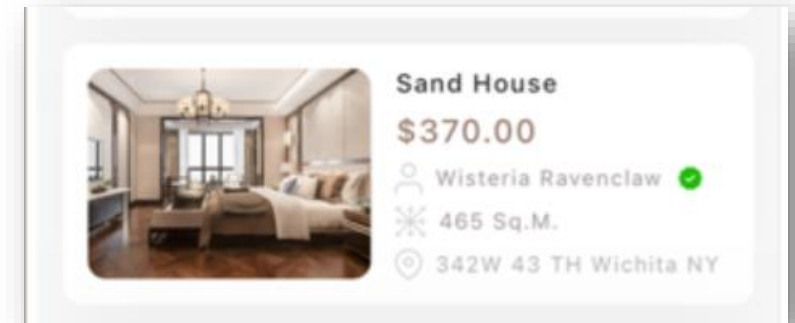 Sand House
$370.00
Wisteria Ravenclaw
465 Sq.M.
342W 43 TH Wichita NY